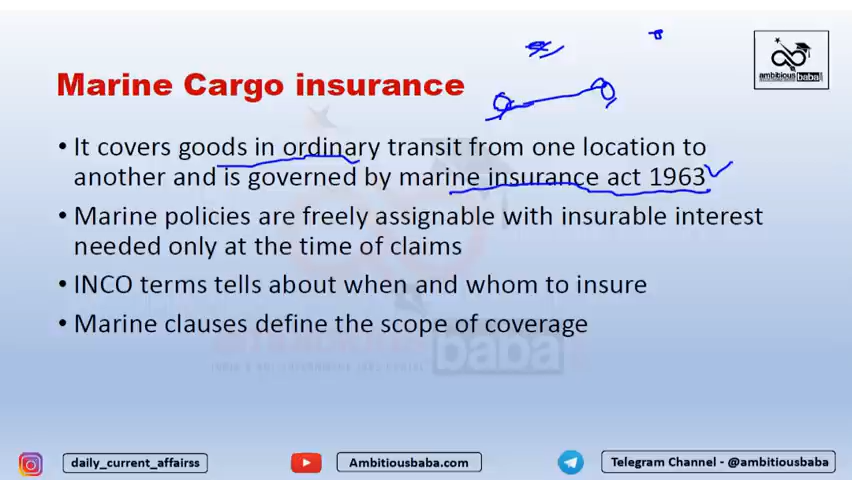 Marine Cargo insurance
ambitiousbaba
• It covers goods in ordinary transit from one location to
another and is governed by marine insurance act 1963
• Marine policies are freely assignable with insurable interest
needed only at the time of claims
• INCO terms tells about when and whom to insure
• Marine clauses define the scope of coverage
baba
daily_current_affairss
Ambitiousbaba.com
Telegram Channel - @ambitiousbaba